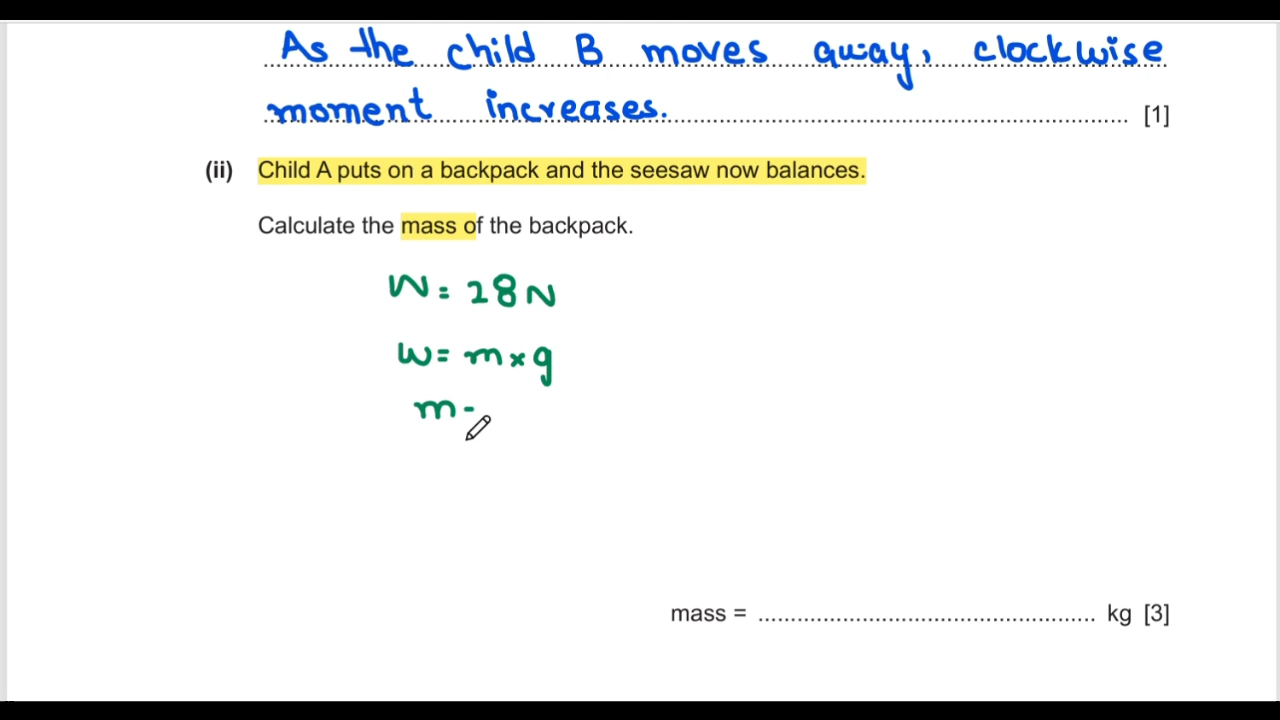 As the child B moves away, clockwise
moment increases. [1]
(ii) Child A puts on a backpack and the seesaw now balances.
Calculate the mass of the backpack.
W = 28 N
W = m × g
m =
mass = .................................................... kg [3]